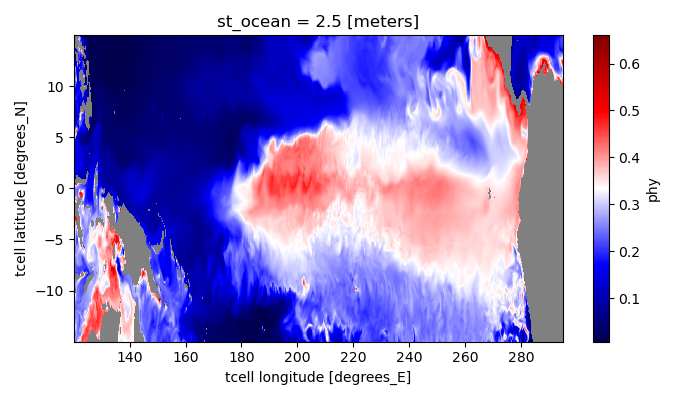 st_ocean = 2.5 [meters]
10
5
0
−5
−10
tcell latitude [degrees_N]
140 160 180 200 220 240 260 280
tcell longitude [degrees_E]
0.6
0.5
0.4
0.3
0.2
0.1
phy